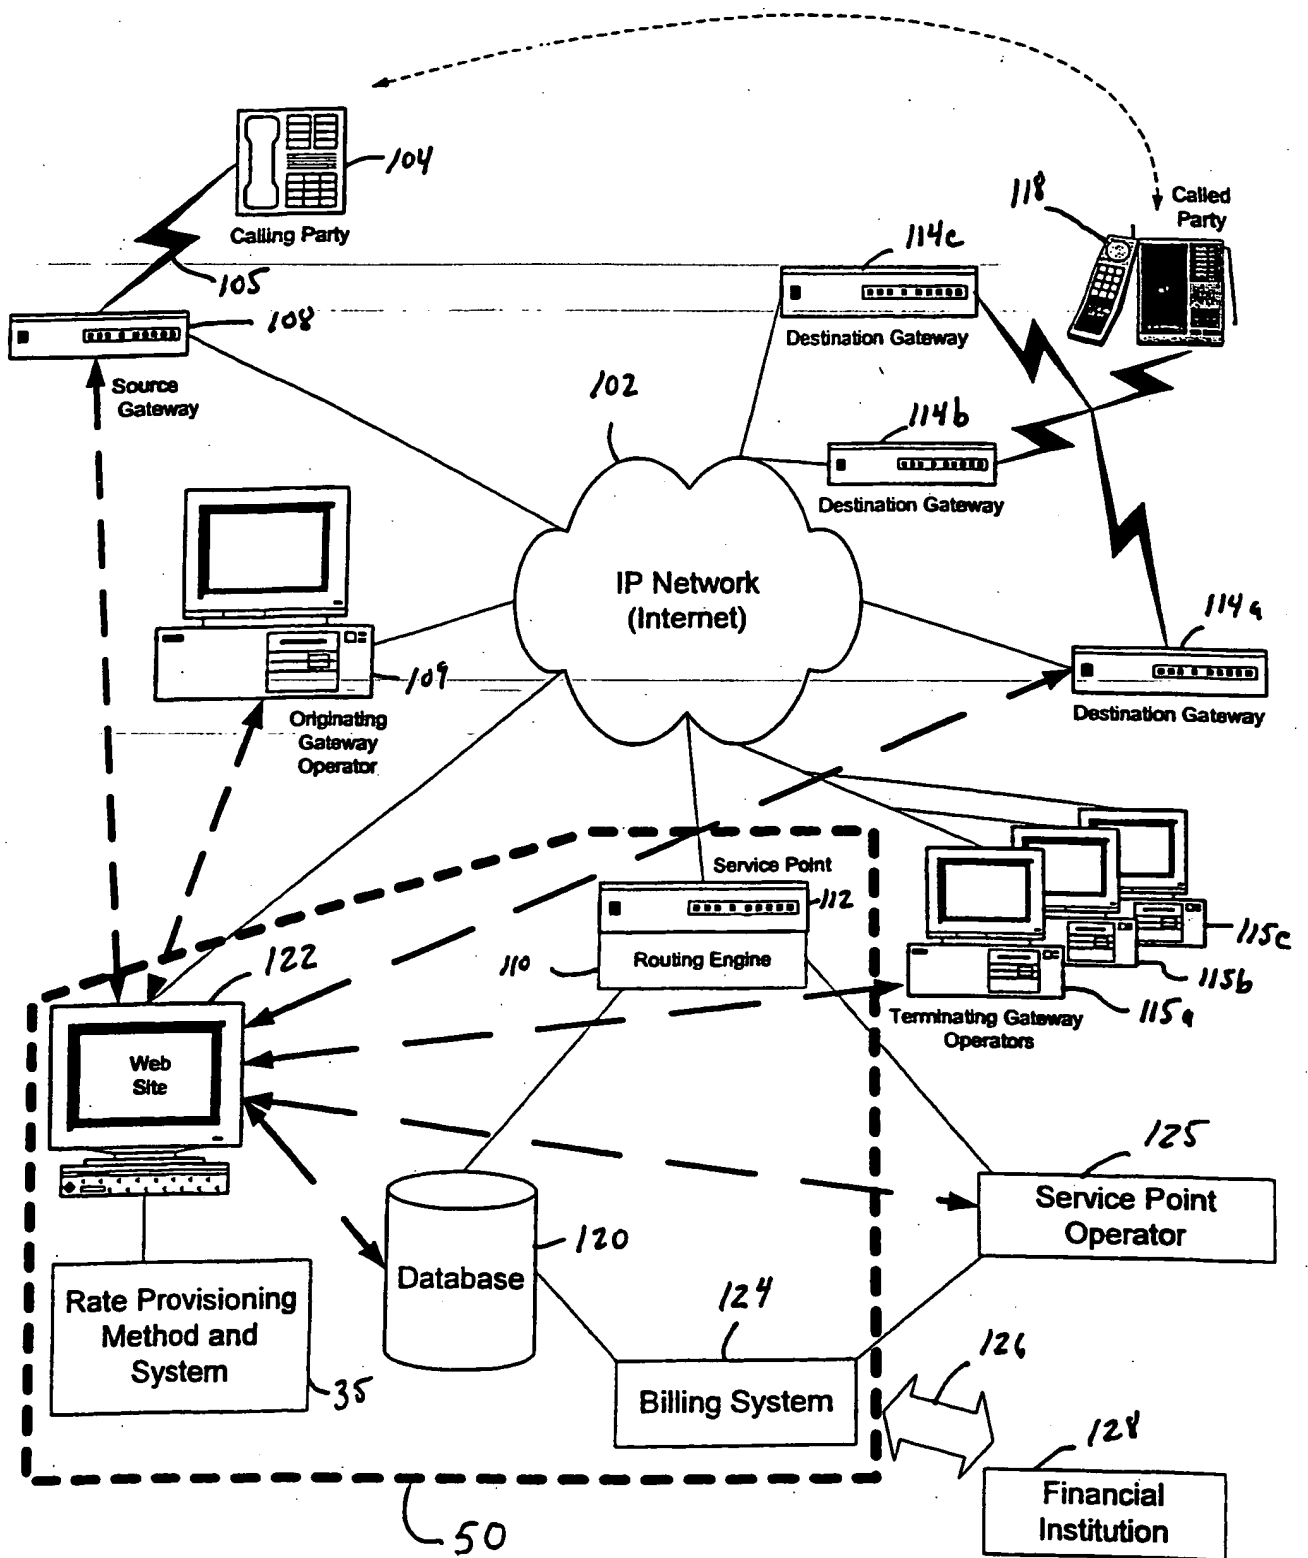 104
Calling Party
105
108
Source
Gateway
118
Called
Party
114c
Destination Gateway
102
114b
Destination Gateway
IP Network
(Internet)
114a
Destination Gateway
109
Originating
Gateway
Operator
Service Point
112
110
Routing Engine
115c
115b
115a
Terminating Gateway
Operators
122
Web
Site
125
Service Point
Operator
120
Database
Rate Provisioning
Method and
System
35
124
Billing System
126
128
Financial
Institution
50